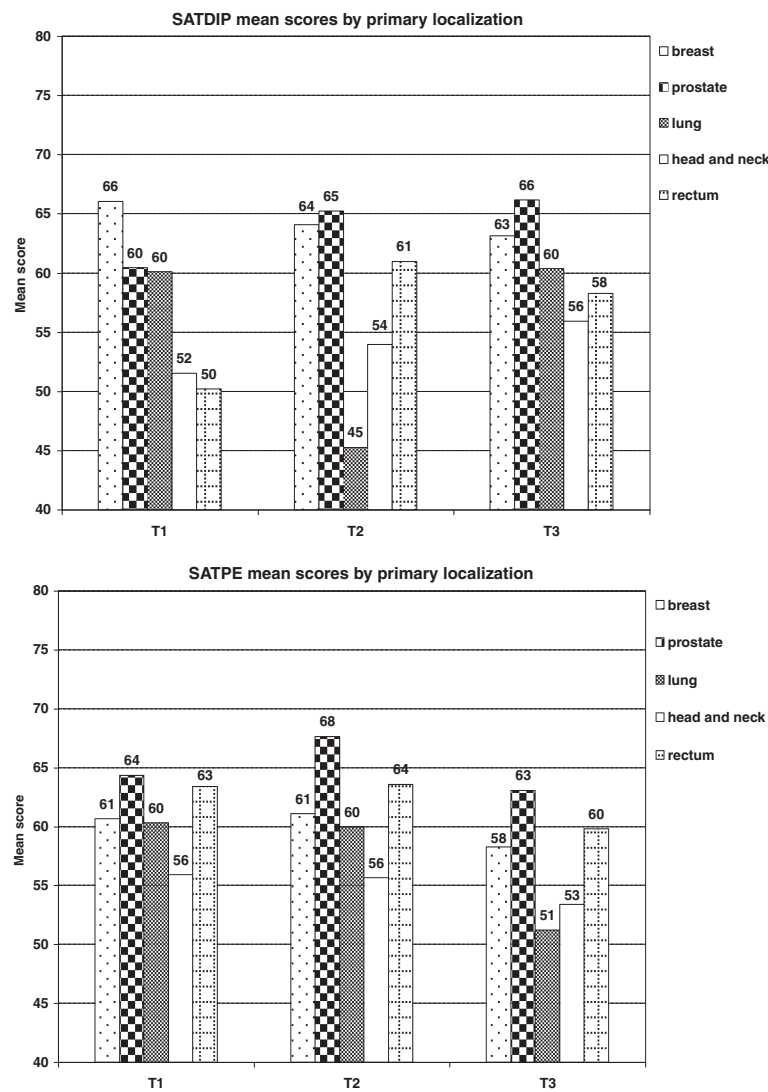 SATDIP mean scores by primary localization
80
75
70
65
60
55
50
45
40
Mean score
66
60
60
52
50
64
65
45
54
61
63
66
60
56
58
T1
T2
T3
breast
prostate
lung
head and neck
rectum
SATPE mean scores by primary localization
80
75
70
65
60
55
50
45
40
Mean score
61
64
60
56
63
61
68
60
56
64
58
63
51
53
60
T1
T2
T3
breast
prostate
lung
head and neck
rectum